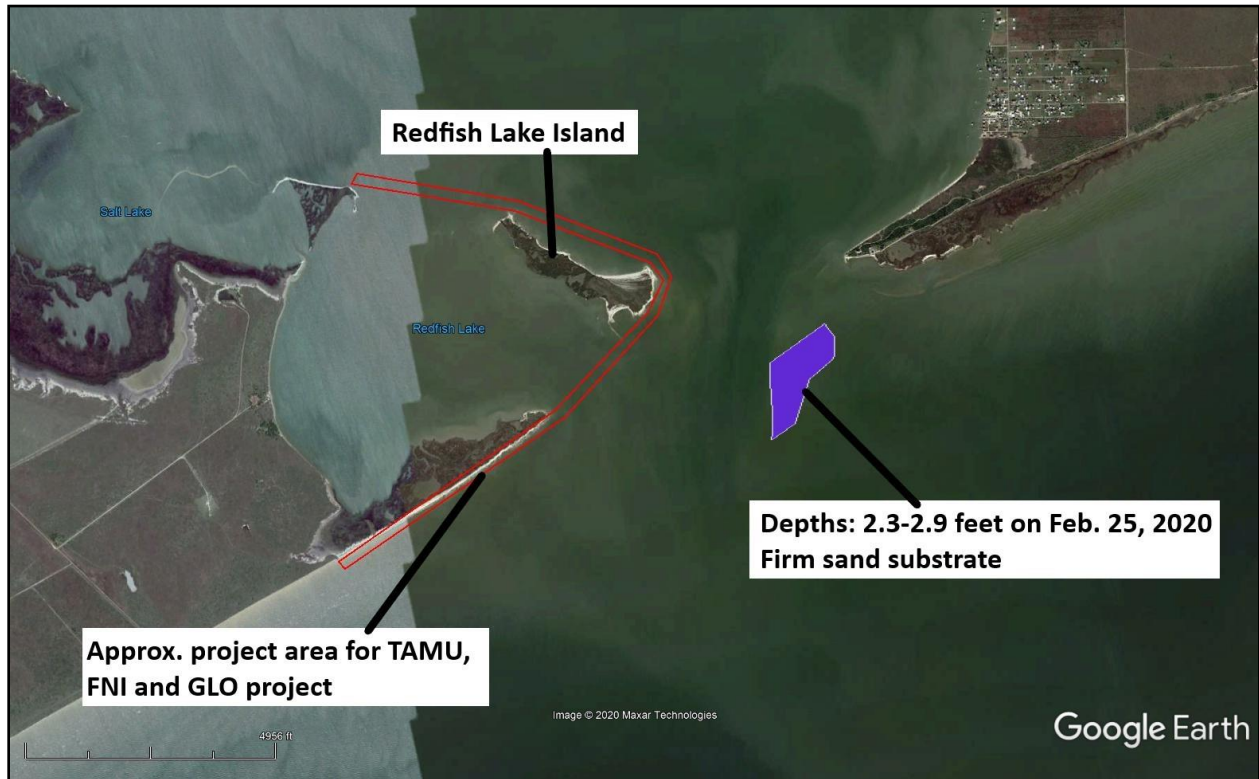 Redfish Lake Island
Salt Lake
Redfish Lake
Depths: 2.3-2.9 feet on Feb. 25, 2020
Firm sand substrate
Approx. project area for TAMU,
FNI and GLO project
Image © 2020 Maxar Technologies
Google Earth
4956 ft